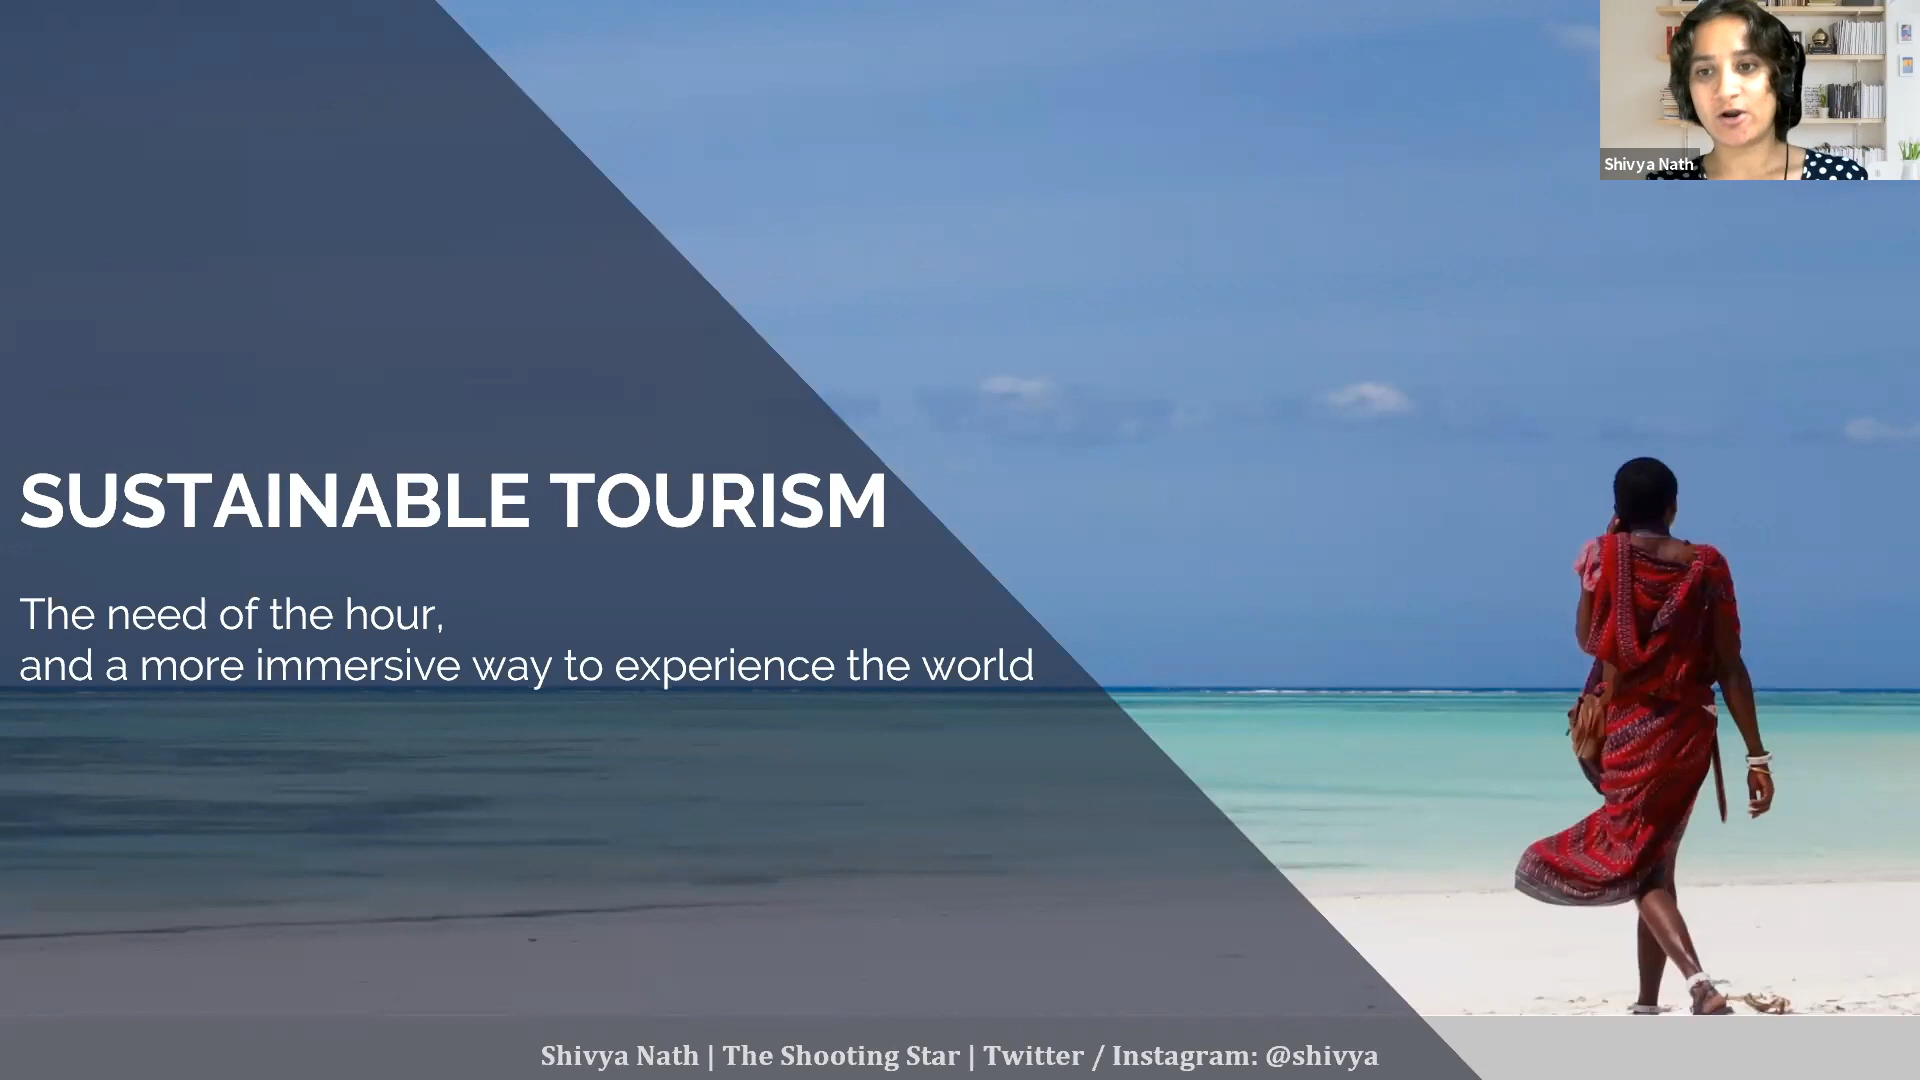 Shivya Nath
SUSTAINABLE TOURISM
The need of the hour,
and a more immersive way to experience the world
Shivya Nath | The Shooting Star | Twitter / Instagram: @shivya